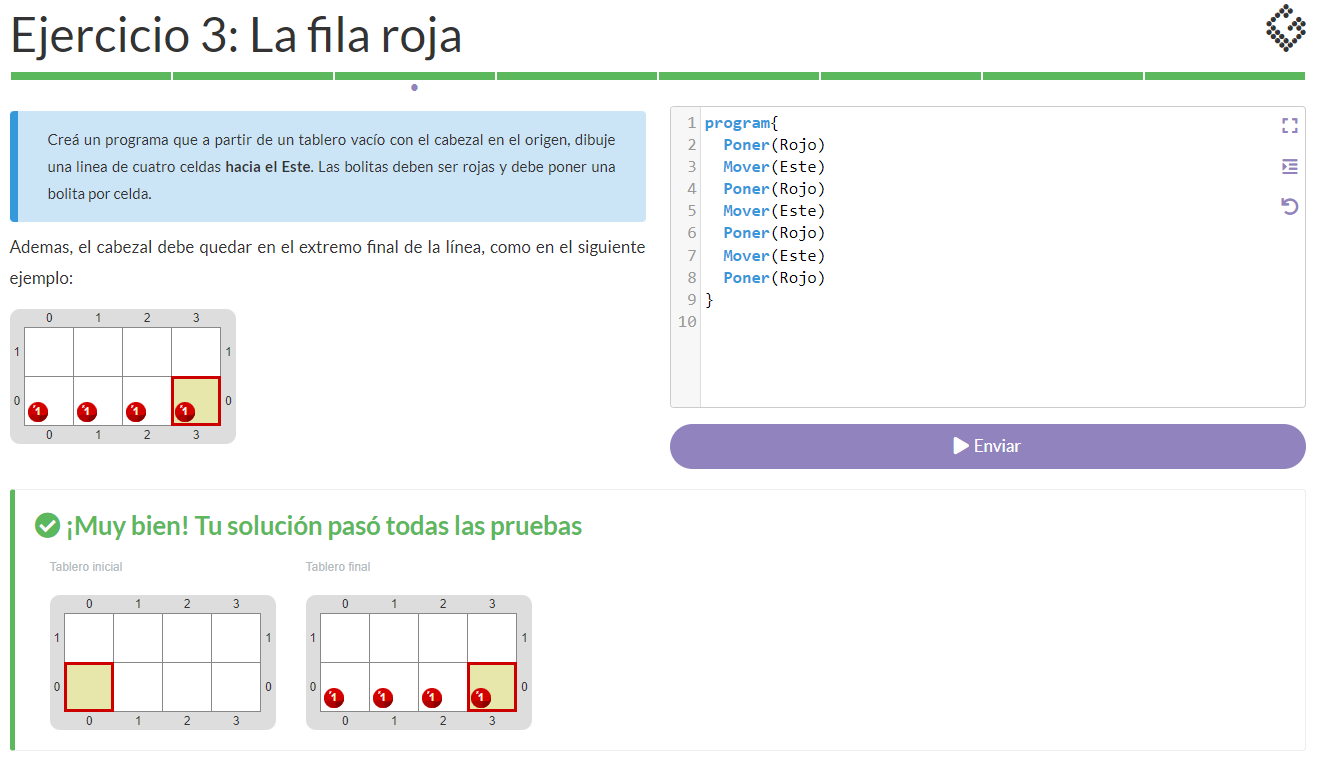 Ejercicio 3: La fila roja
Creá un programa que a partir de un tablero vacío con el cabezal en el origen, dibuje
una linea de cuatro celdas hacia el Este. Las bolitas deben ser rojas y debe poner una
bolita por celda.
Ademas, el cabezal debe quedar en el extremo final de la línea, como en el siguiente
ejemplo:
0 1 2 3
1 1
0 1 1 1 1 0
0 1 2 3
1 program{
2 Poner(Rojo)
3 Mover(Este)
4 Poner(Rojo)
5 Mover(Este)
6 Poner(Rojo)
7 Mover(Este)
8 Poner(Rojo)
9 }
10
Enviar
¡Muy bien! Tu solución pasó todas las pruebas
Tablero inicial
0 1 2 3
1 1
0 0
0 1 2 3
Tablero final
0 1 2 3
1 1
0 1 1 1 1 0
0 1 2 3